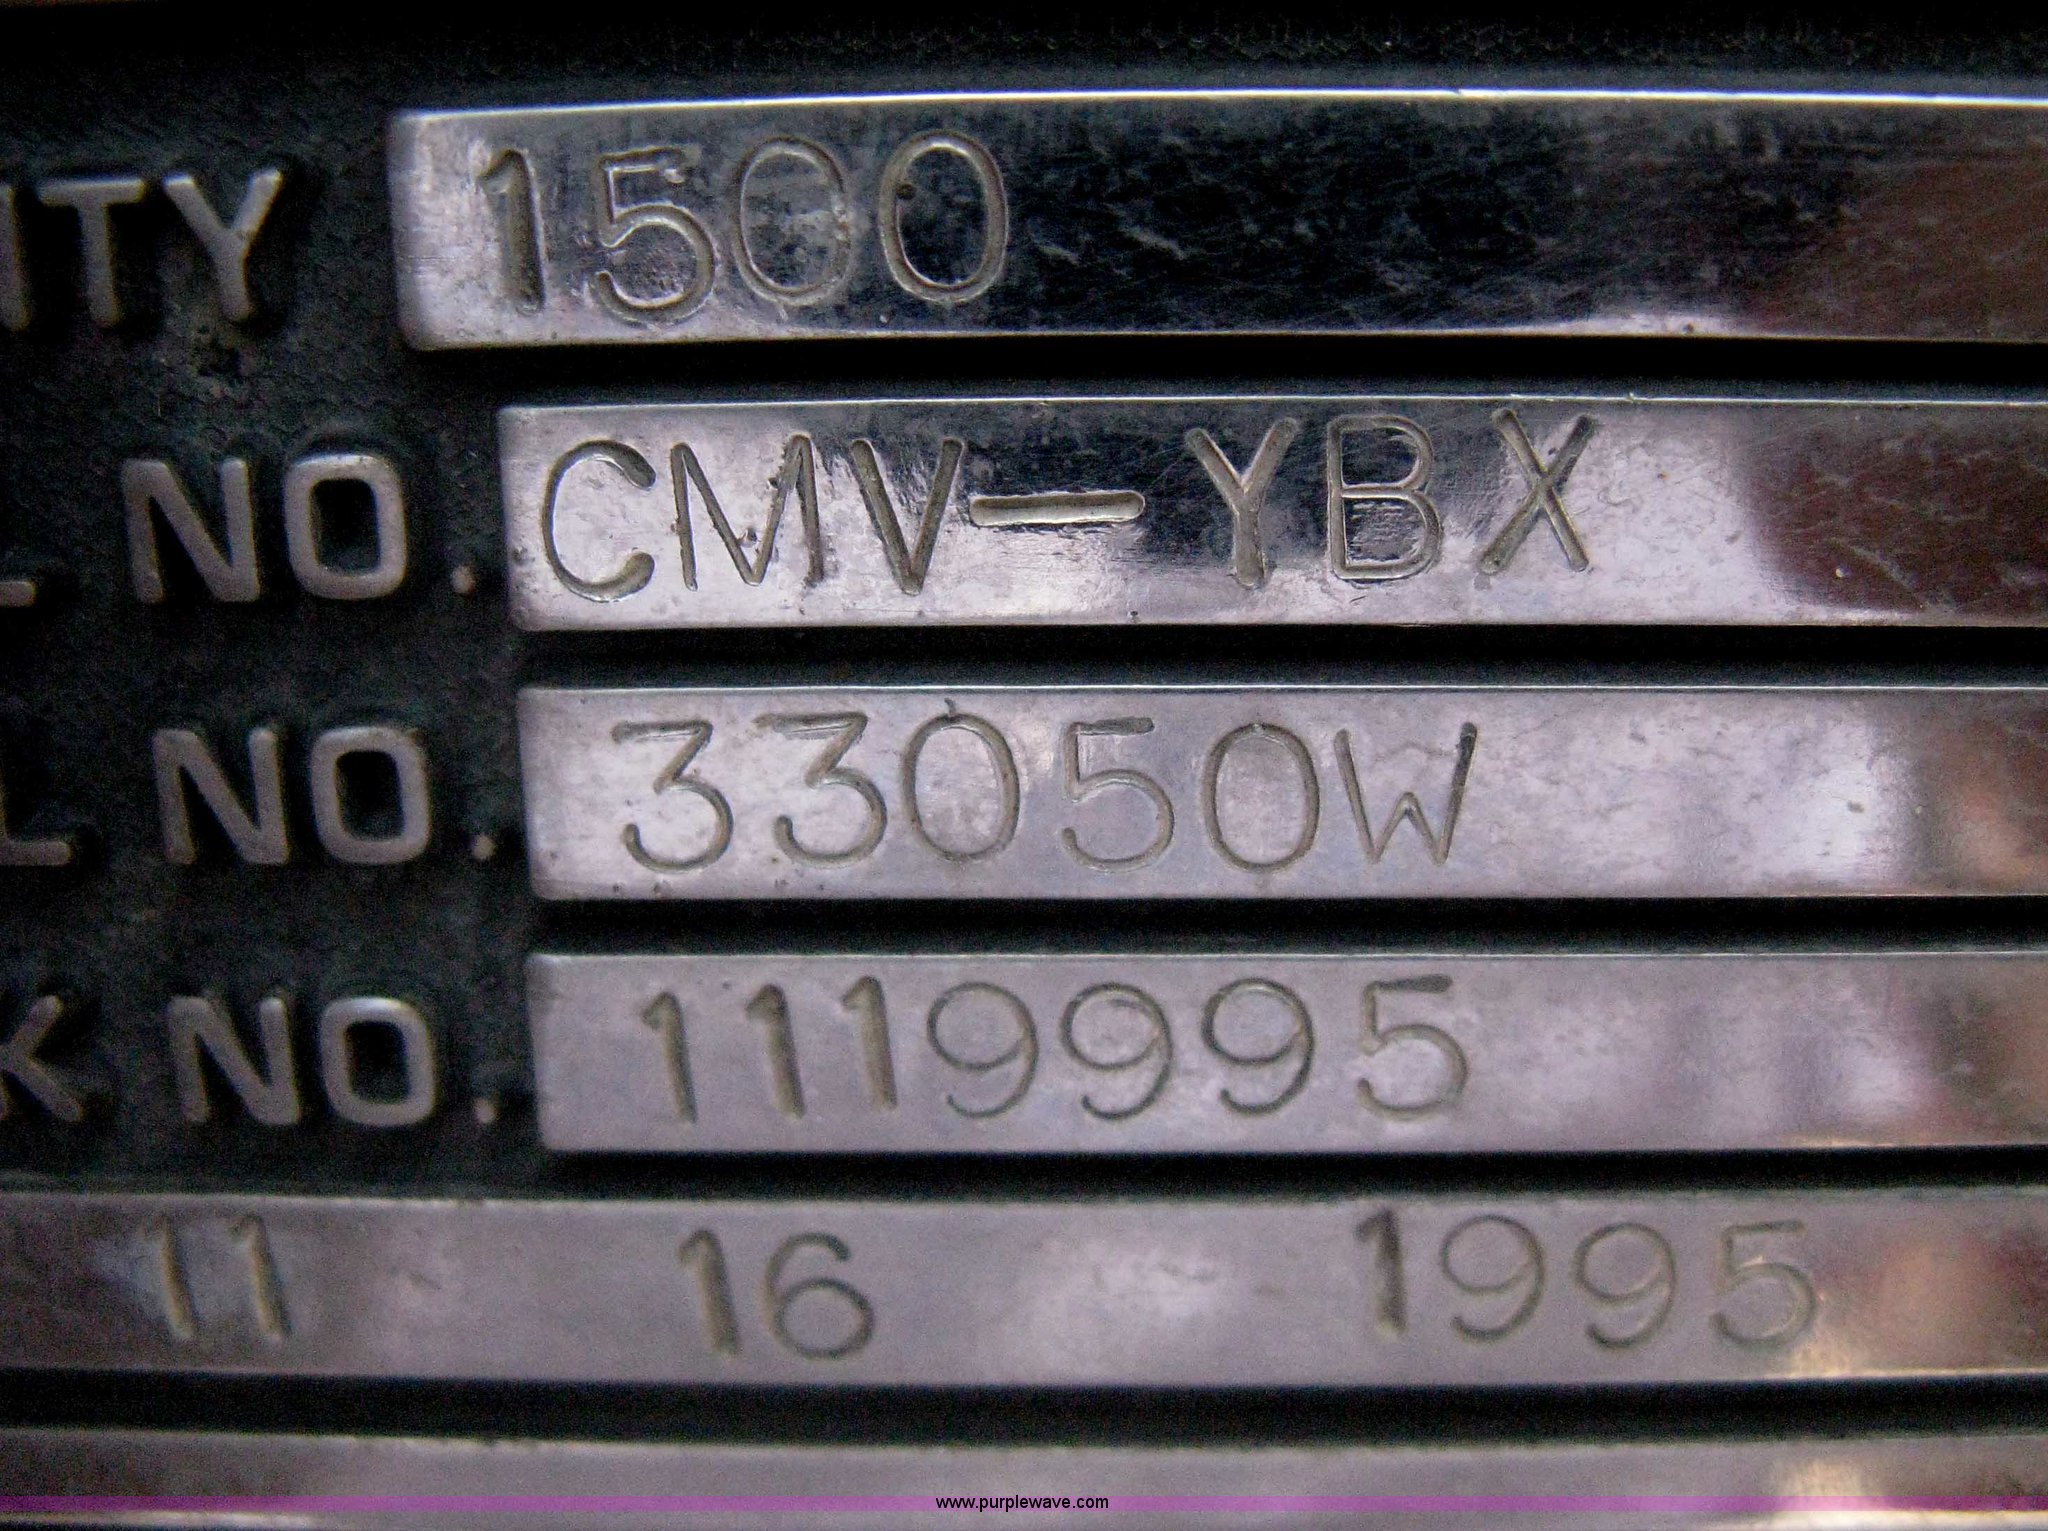 ITY 1500
L NO. CMV-YBX
L NO. 33050W
K NO. 1119995
11 16 1995
www.purplewave.com